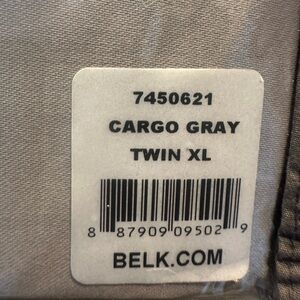 7450621
CARGO GRAY
TWIN XL
8 87909 09502 9
BELK.COM